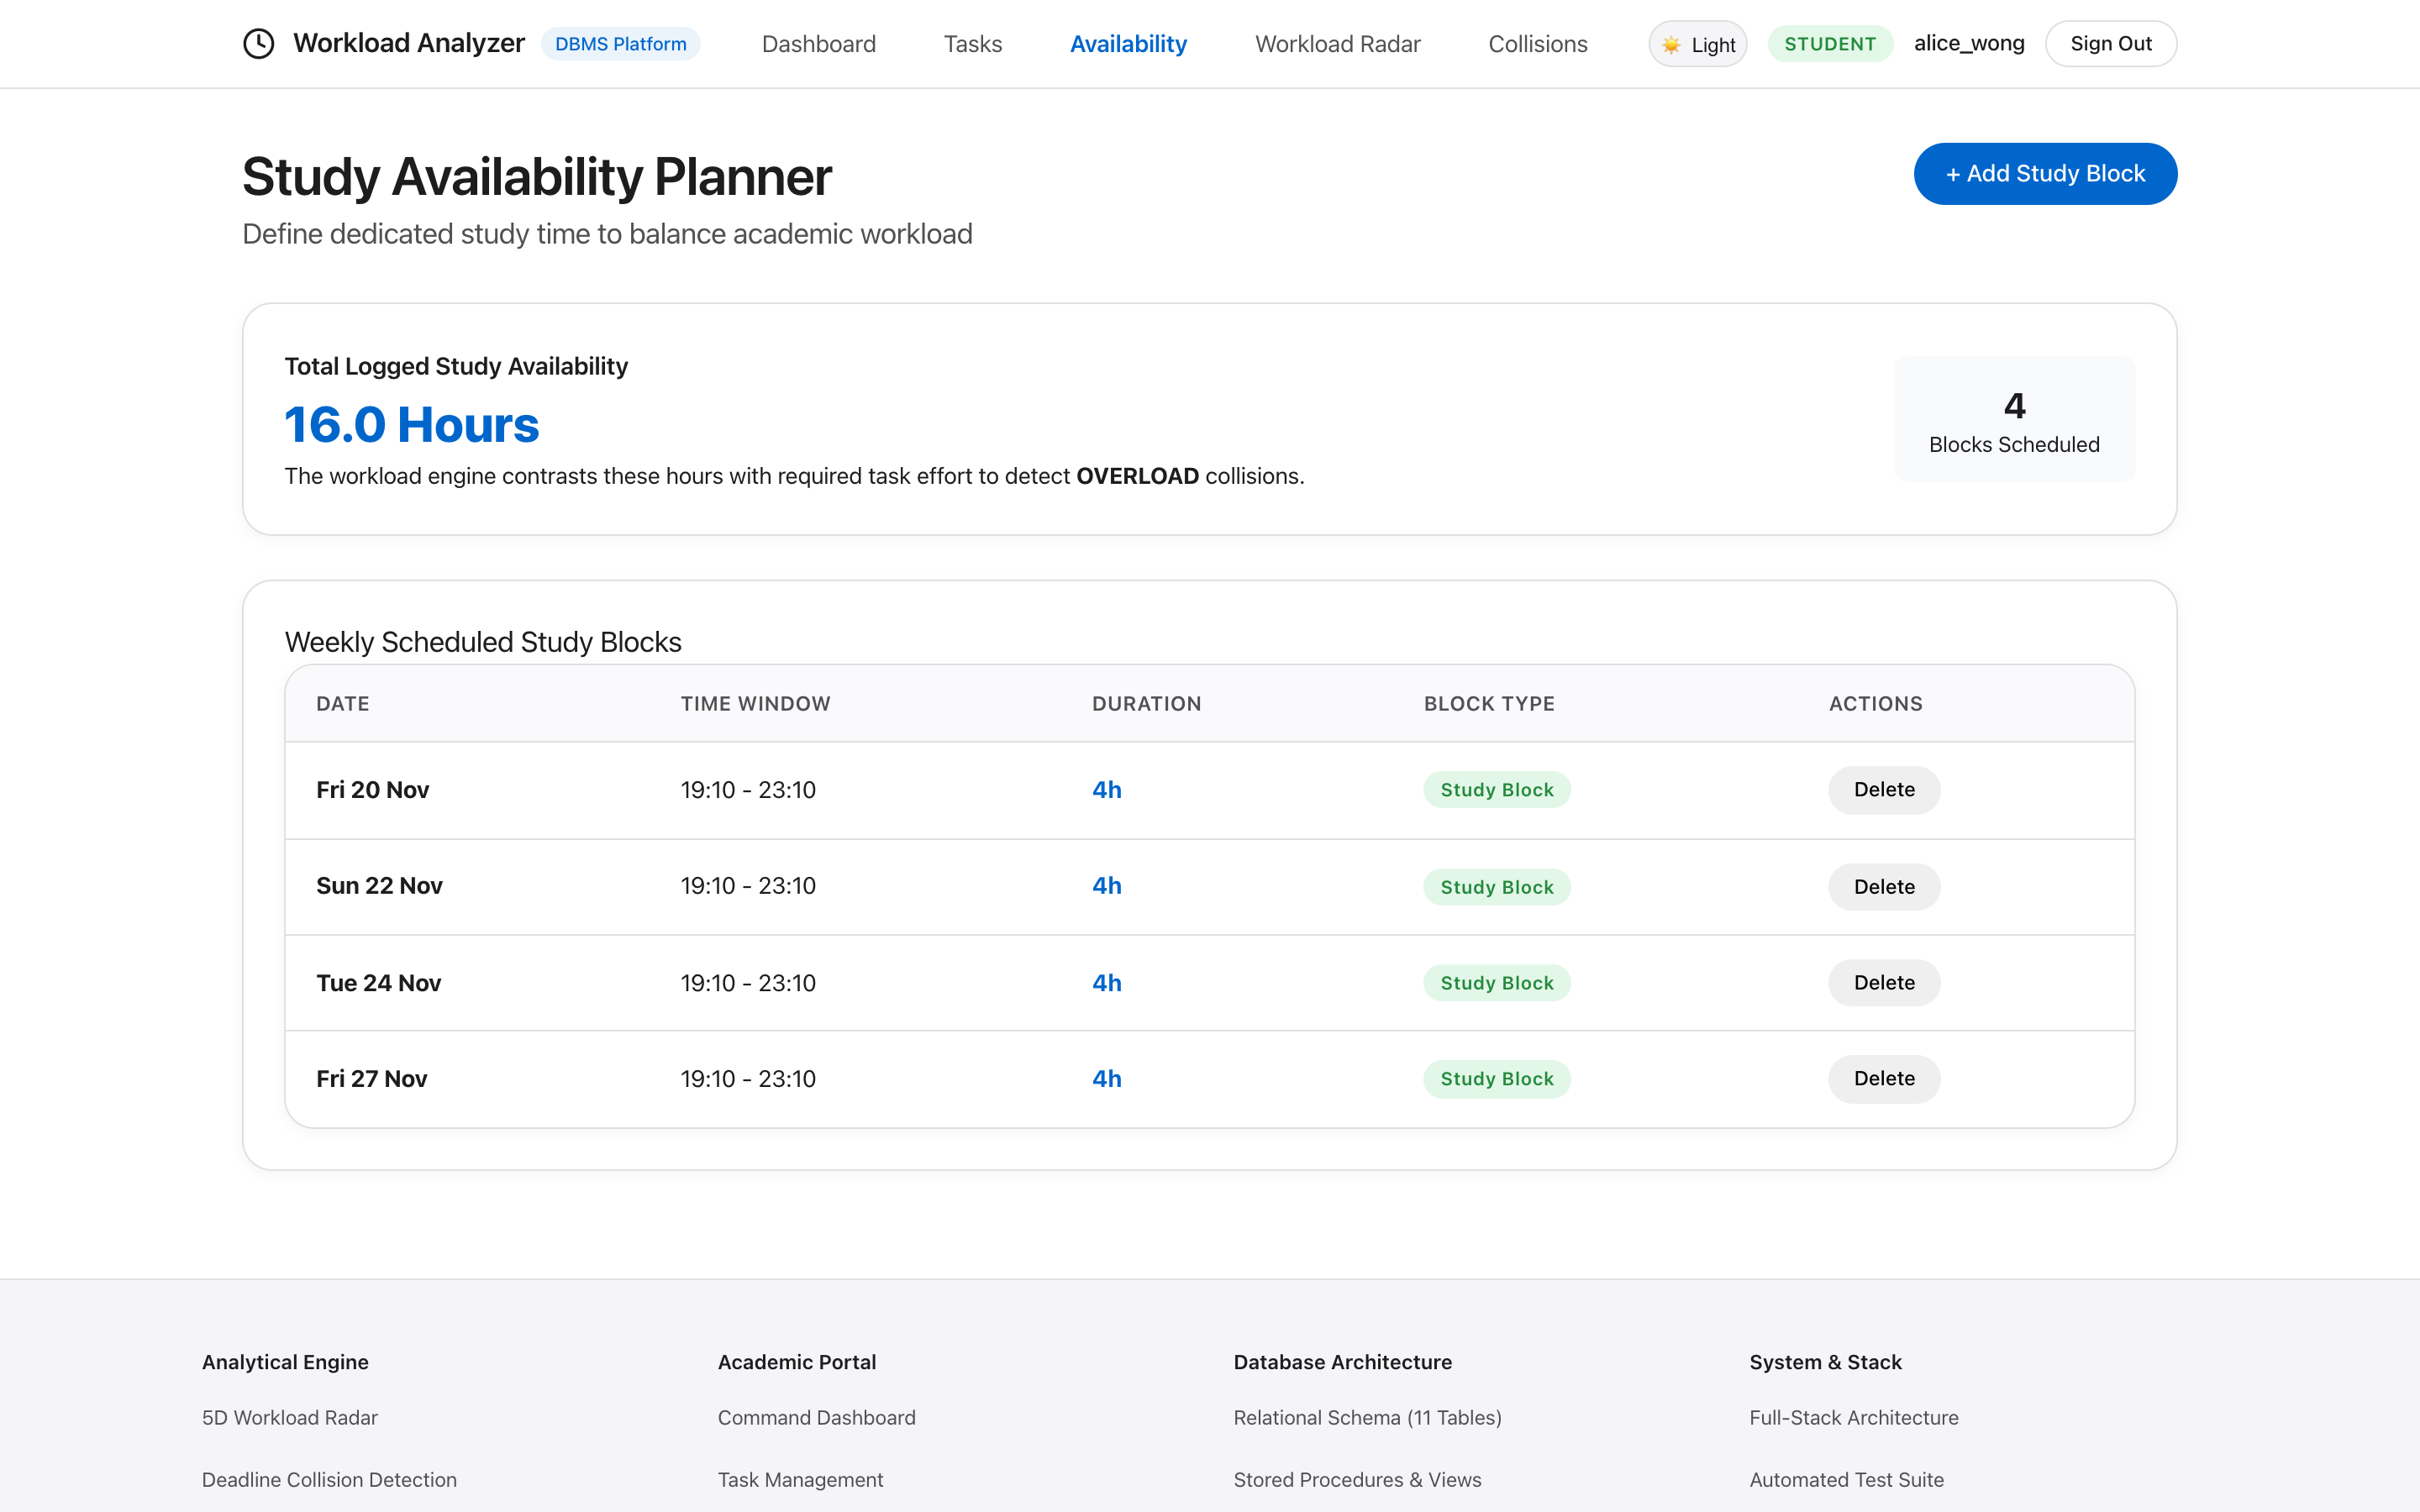 Workload Analyzer DBMS Platform Dashboard Tasks Availability Workload Radar Collisions ☀️ Light STUDENT alice_wong Sign Out
Study Availability Planner
+ Add Study Block
Define dedicated study time to balance academic workload
Total Logged Study Availability
16.0 Hours
The workload engine contrasts these hours with required task effort to detect OVERLOAD collisions.
4
Blocks Scheduled
Weekly Scheduled Study Blocks
DATE TIME WINDOW DURATION BLOCK TYPE ACTIONS
Fri 20 Nov 19:10 - 23:10 4h Study Block Delete
Sun 22 Nov 19:10 - 23:10 4h Study Block Delete
Tue 24 Nov 19:10 - 23:10 4h Study Block Delete
Fri 27 Nov 19:10 - 23:10 4h Study Block Delete
Analytical Engine Academic Portal Database Architecture System & Stack
5D Workload Radar Command Dashboard Relational Schema (11 Tables) Full-Stack Architecture
Deadline Collision Detection Task Management Stored Procedures & Views Automated Test Suite